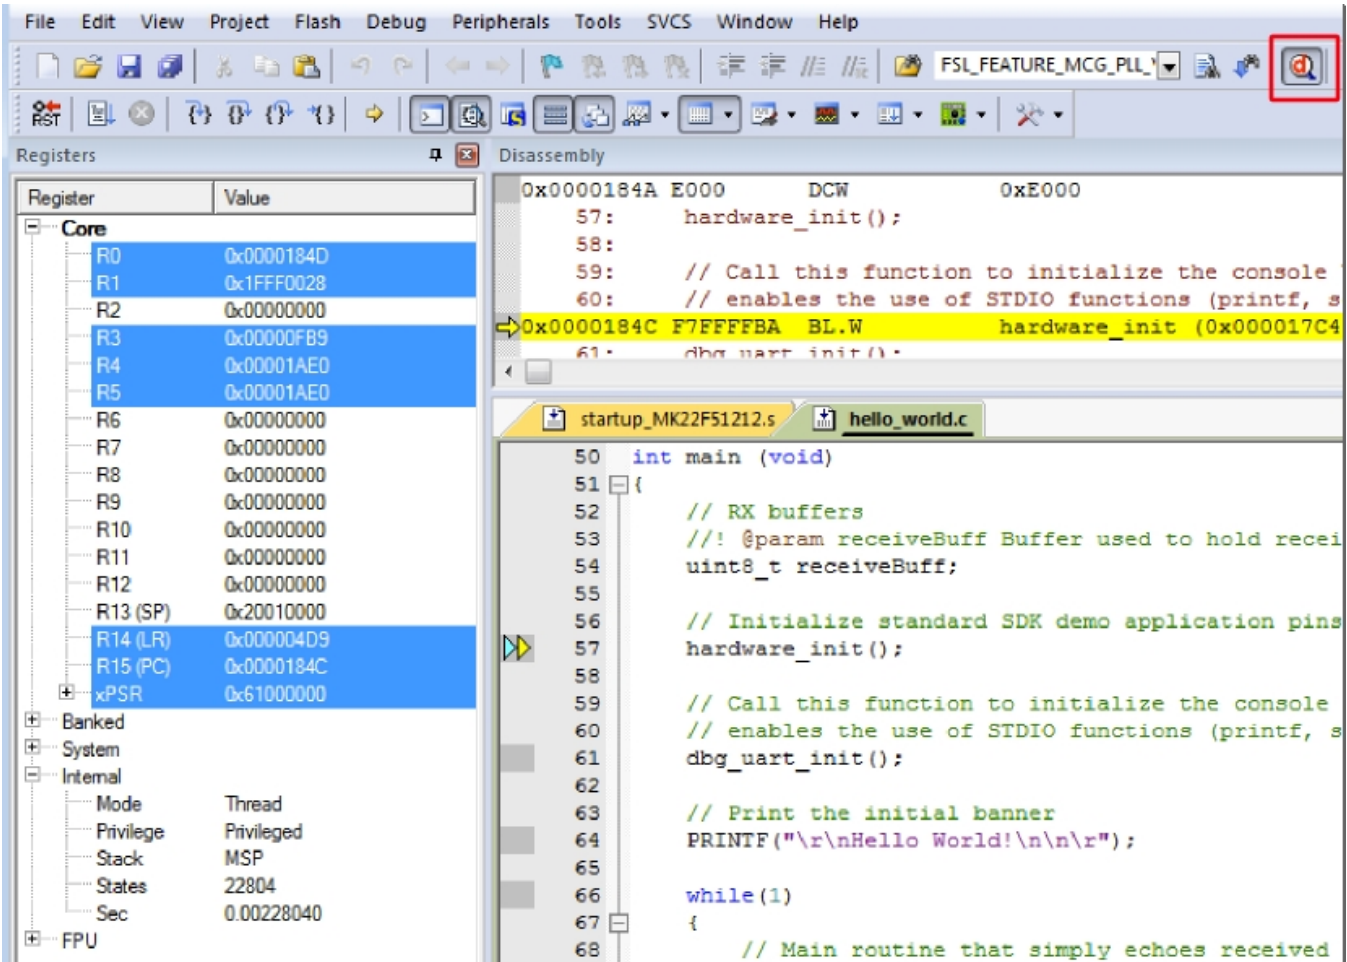 File Edit View Project Flash Debug Peripherals Tools SVCS Window Help
FSL_FEATURE_MCG_PLL_
RST
Registers
Register Value
Core
R0 0x0000184D
R1 0x1FFF0028
R2 0x00000000
R3 0x00000FB9
R4 0x00001AE0
R5 0x00001AE0
R6 0x00000000
R7 0x00000000
R8 0x00000000
R9 0x00000000
R10 0x00000000
R11 0x00000000
R12 0x00000000
R13 (SP) 0x20010000
R14 (LR) 0x000004D9
R15 (PC) 0x0000184C
xPSR 0x61000000
Banked
System
Internal
Mode Thread
Privilege Privileged
Stack MSP
States 22804
Sec 0.00228040
FPU
Disassembly
0x0000184A E000 DCW 0xE000
57: hardware_init();
58:
59: // Call this function to initialize the console
60: // enables the use of STDIO functions (printf, s
0x0000184C F7FFFFBA BL.W hardware_init (0x000017C4
61: dbg_uart_init();
startup_MK22F51212.s hello_world.c
50 int main (void)
51 {
52 // RX buffers
53 //! @param receiveBuff Buffer used to hold recei
54 uint8_t receiveBuff;
55
56 // Initialize standard SDK demo application pins
57 hardware_init();
58
59 // Call this function to initialize the console
60 // enables the use of STDIO functions (printf, s
61 dbg_uart_init();
62
63 // Print the initial banner
64 PRINTF("\r\nHello World!\n\n\r");
65
66 while(1)
67 {
68 // Main routine that simply echoes received